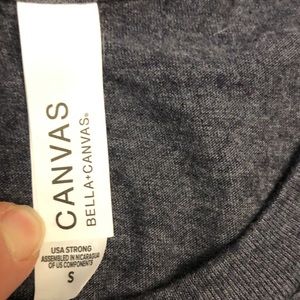 CANVAS
BELLA+CANVAS®
USA STRONG
ASSEMBLED IN NICARAGUA
OF US COMPONENTS
S